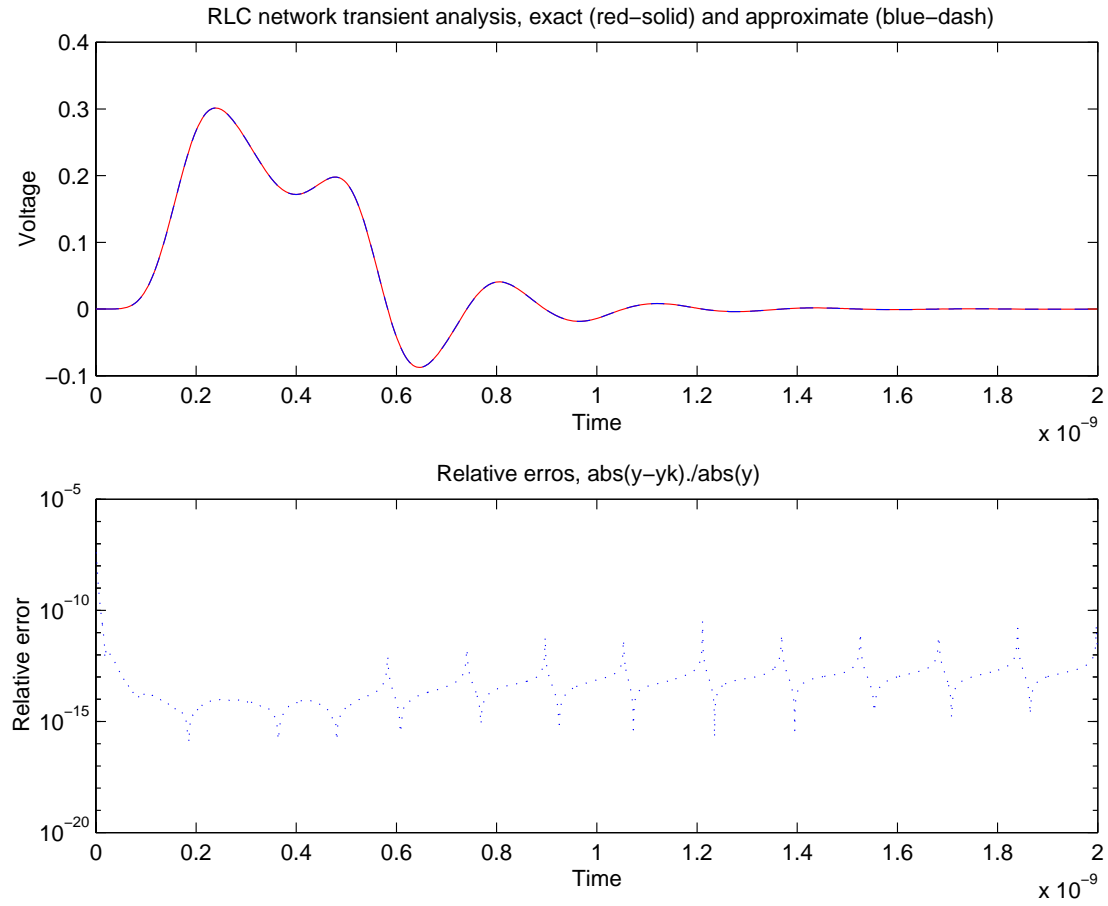 RLC network transient analysis, exact (red−solid) and approximate (blue−dash)
0.4
0.3
0.2
0.1
0
−0.1
Voltage
0 0.2 0.4 0.6 0.8 1 1.2 1.4 1.6 1.8 2
Time
x 10−9
Relative erros, abs(y−yk)./abs(y)
10−5
10−10
10−15
10−20
Relative error
0 0.2 0.4 0.6 0.8 1 1.2 1.4 1.6 1.8 2
Time
x 10−9